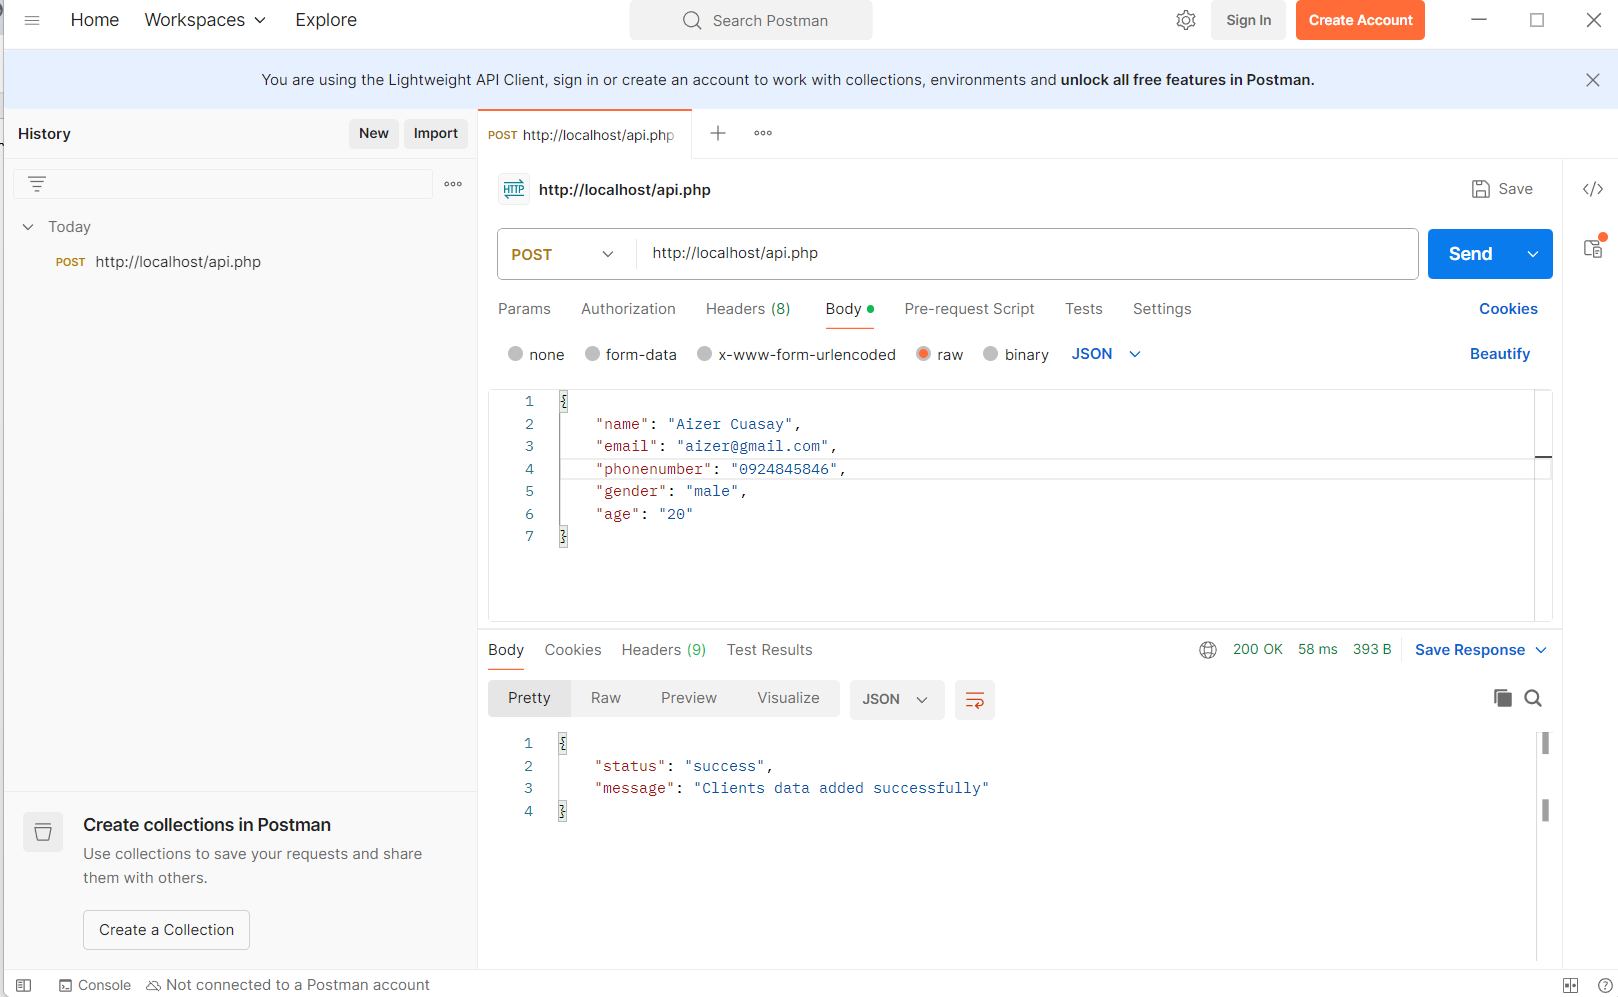 Home Workspaces Explore Search Postman Sign In Create Account
You are using the Lightweight API Client, sign in or create an account to work with collections, environments and unlock all free features in Postman.
History New Import
Today
POST http://localhost/api.php
Create collections in Postman
Use collections to save your requests and share
them with others.
Create a Collection
POST http://localhost/api.php
HTTP http://localhost/api.php Save
POST http://localhost/api.php Send
Params Authorization Headers (8) Body Pre-request Script Tests Settings Cookies
none form-data x-www-form-urlencoded raw binary JSON Beautify
1 {
2 "name": "Aizer Cuasay",
3 "email": "aizer@gmail.com",
4 "phonenumber": "0924845846",
5 "gender": "male",
6 "age": "20"
7 }
Body Cookies Headers (9) Test Results 200 OK 58 ms 393 B Save Response
Pretty Raw Preview Visualize JSON
1 {
2 "status": "success",
3 "message": "Clients data added successfully"
4 }
Console Not connected to a Postman account